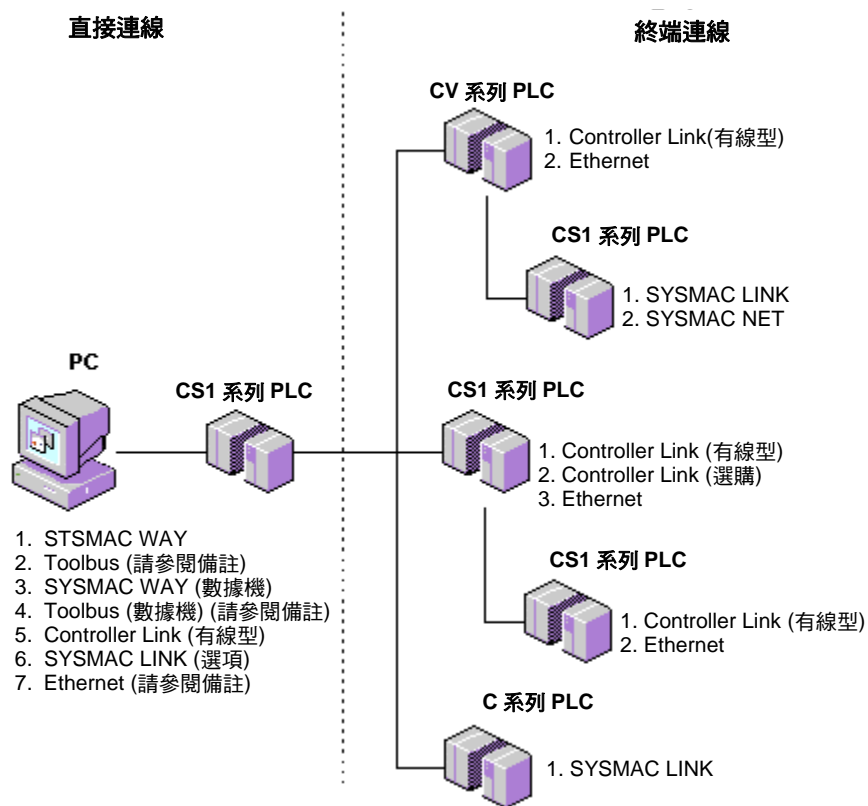 直接連線
終端連線
CV 系列 PLC
1. Controller Link(有線型)
2. Ethernet
CS1 系列 PLC
1. SYSMAC LINK
2. SYSMAC NET
PC
CS1 系列 PLC
CS1 系列 PLC
1. Controller Link (有線型)
2. Controller Link (選購)
3. Ethernet
1. STSMAC WAY
2. Toolbus (請參閱備註)
3. SYSMAC WAY (數據機)
4. Toolbus (數據機) (請參閱備註)
5. Controller Link (有線型)
6. SYSMAC LINK (選項)
7. Ethernet (請參閱備註)
CS1 系列 PLC
1. Controller Link (有線型)
2. Ethernet
C 系列 PLC
1. SYSMAC LINK